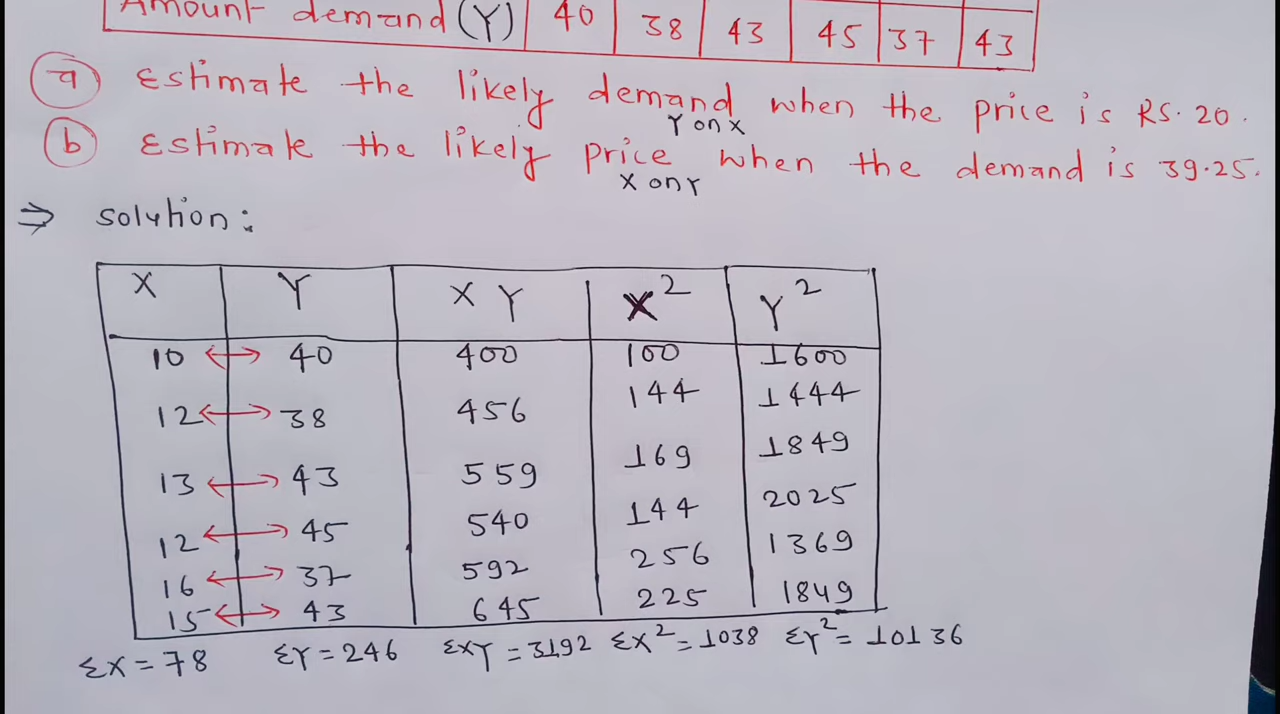 Amount demand (Y) 40 38 43 45 37 43
a Estimate the likely demand when the price is RS. 20.
Y on X
b Estimate the likely price when the demand is 39.25.
X on Y
⇒ Solution:
X Y XY X² Y²
10 ↔ 40 400 100 1600
12 ↔ 38 456 144 1444
13 ↔ 43 559 169 1849
12 ↔ 45 540 144 2025
16 ↔ 37 592 256 1369
15 ↔ 43 645 225 1849
ΣX = 78 ΣY = 246 ΣXY = 3192 ΣX² = 1038 ΣY² = 10136